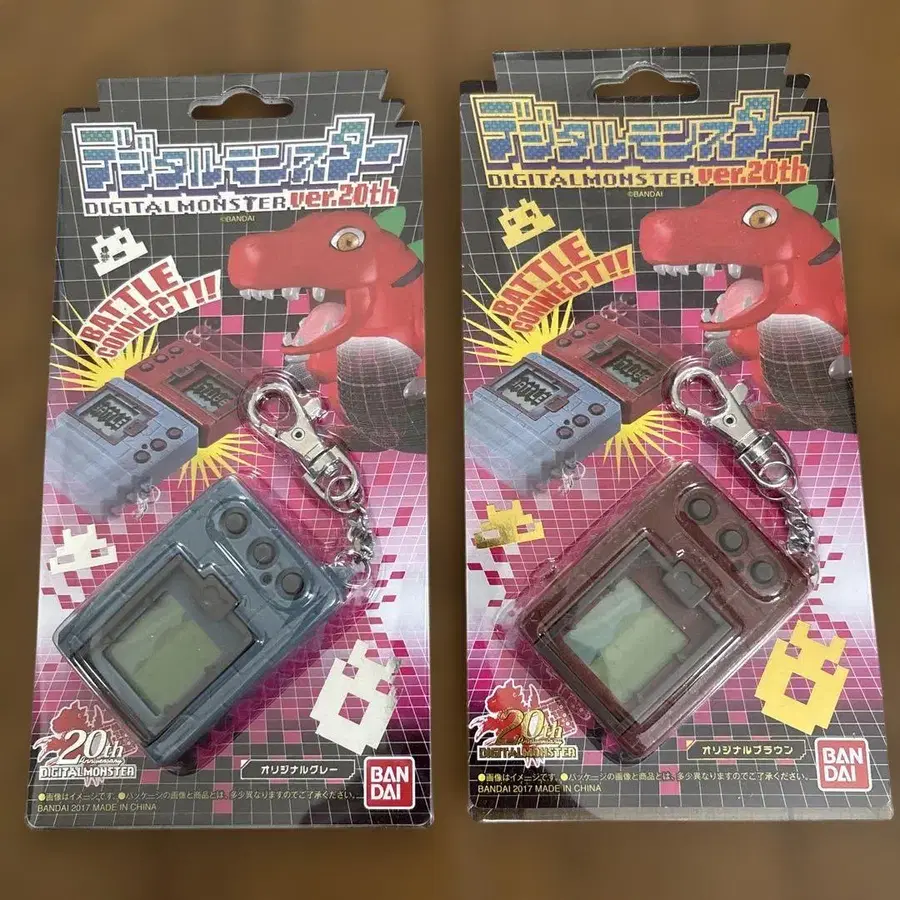 デジタルモンスター
DIGITALMONSTER ver.20th
©BANDAI
BATTLE
CONNECT!!
20th
Anniversary
DIGITALMONSTER
オリジナルグレー
BAN
DAI
●画像はイメージです。●パッケージの画像と商品とは、多少異なりますのでご了承ください。
BANDAI 2017 MADE IN CHINA
デジタルモンスター
DIGITALMONSTER ver.20th
©BANDAI
BATTLE
CONNECT!!
20th
Anniversary
DIGITALMONSTER
オリジナルブラウン
BAN
DAI
●画像はイメージです。●パッケージの画像と商品とは、多少異なりますのでご了承ください。
BANDAI 2017 MADE IN CHINA